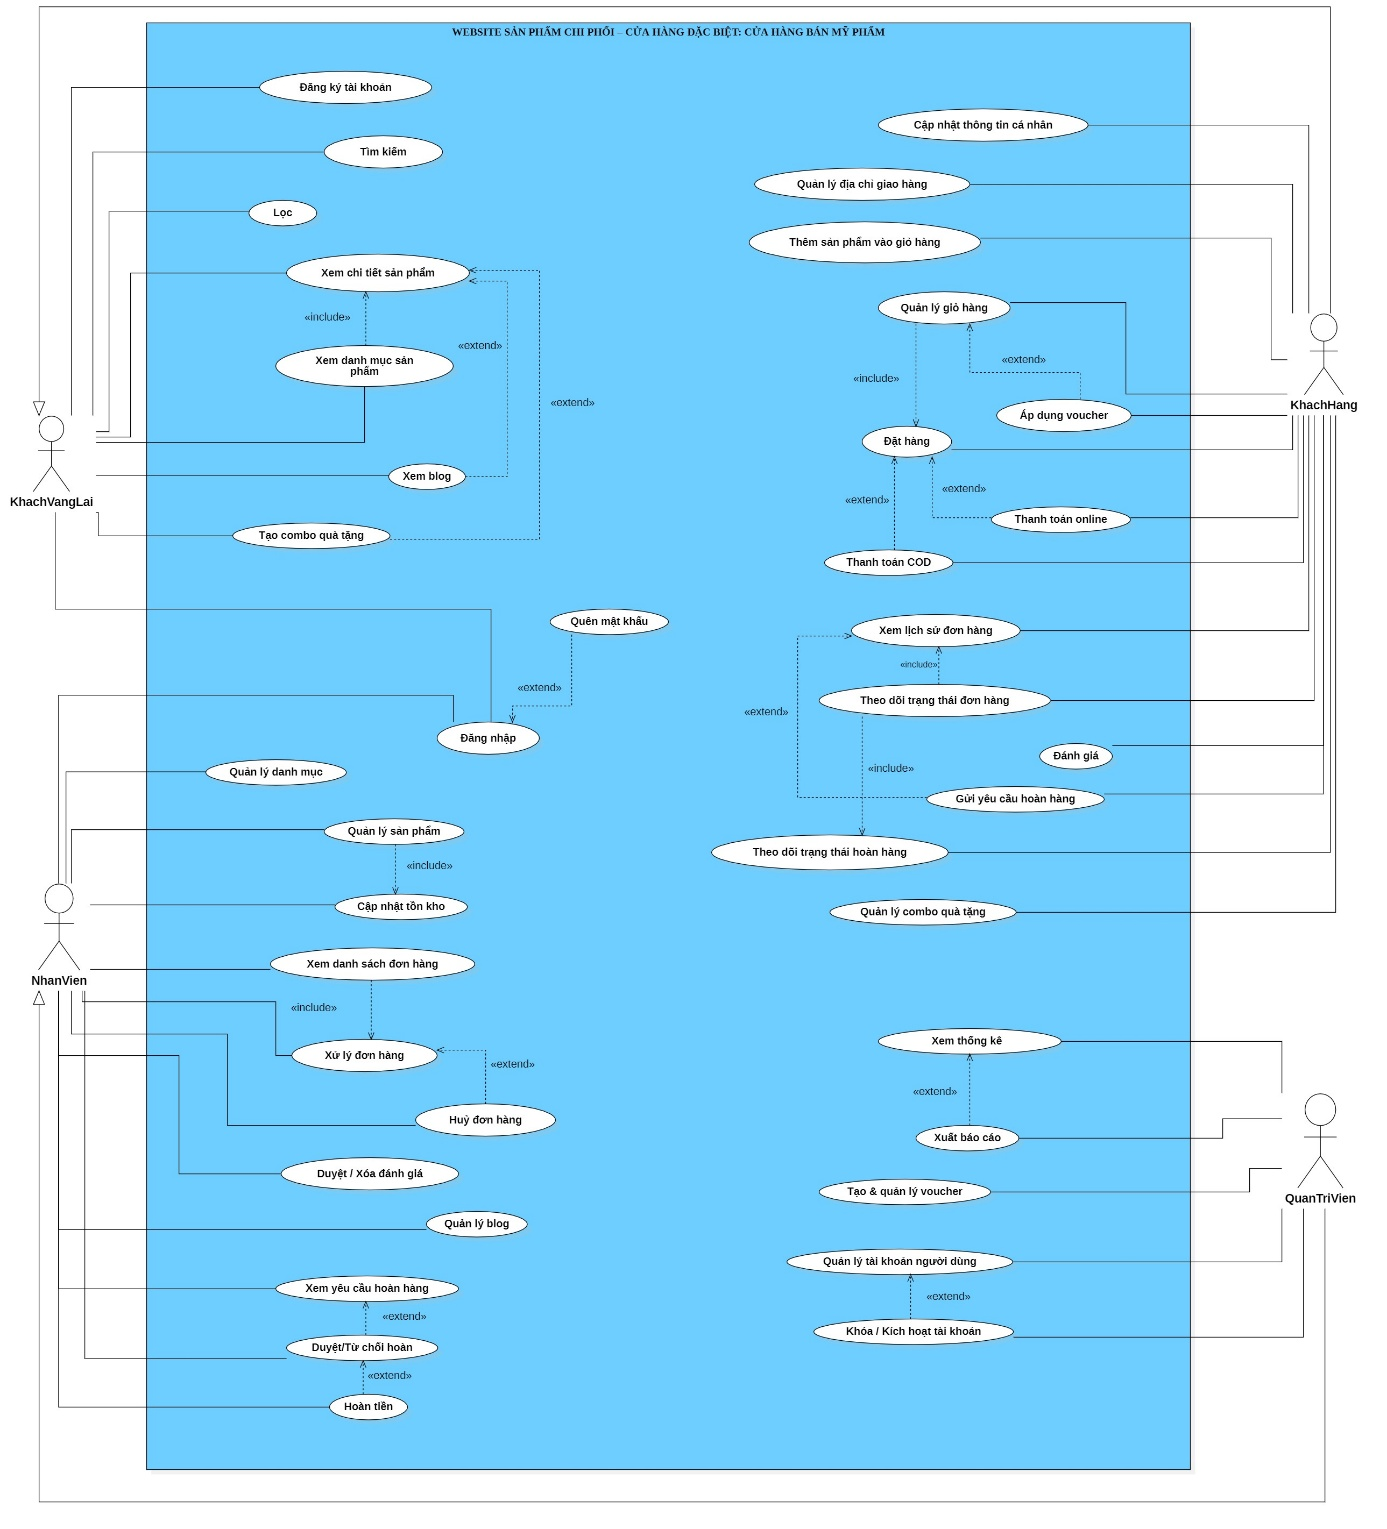 WEBSITE SẢN PHẨM CHI PHỐI – CỬA HÀNG ĐẶC BIỆT: CỬA HÀNG BÁN MỸ PHẨM
Đăng ký tài khoản
Tìm kiếm
Lọc
Xem chi tiết sản phẩm
«include»
«extend»
Xem danh mục sản
phẩm
«extend»
Xem blog
KhachVangLai
Tạo combo quà tặng
Quên mật khẩu
«extend»
Đăng nhập
Quản lý danh mục
Quản lý sản phẩm
«include»
Cập nhật tồn kho
NhanVien
Xem danh sách đơn hàng
«include»
Xử lý đơn hàng
«extend»
Huỷ đơn hàng
Duyệt / Xóa đánh giá
Quản lý blog
Xem yêu cầu hoàn hàng
«extend»
Duyệt/Từ chối hoàn
«extend»
Hoàn tiền
Cập nhật thông tin cá nhân
Quản lý địa chỉ giao hàng
Thêm sản phẩm vào giỏ hàng
Quản lý giỏ hàng
«extend»
«include»
Áp dụng voucher
KhachHang
Đặt hàng
«extend»
«extend»
Thanh toán online
Thanh toán COD
Xem lịch sử đơn hàng
«include»
Theo dõi trạng thái đơn hàng
«extend»
Đánh giá
«include»
Gửi yêu cầu hoàn hàng
Theo dõi trạng thái hoàn hàng
Quản lý combo quà tặng
Xem thống kê
«extend»
Xuất báo cáo
Tạo & quản lý voucher
QuanTriVien
Quản lý tài khoản người dùng
«extend»
Khóa / Kích hoạt tài khoản